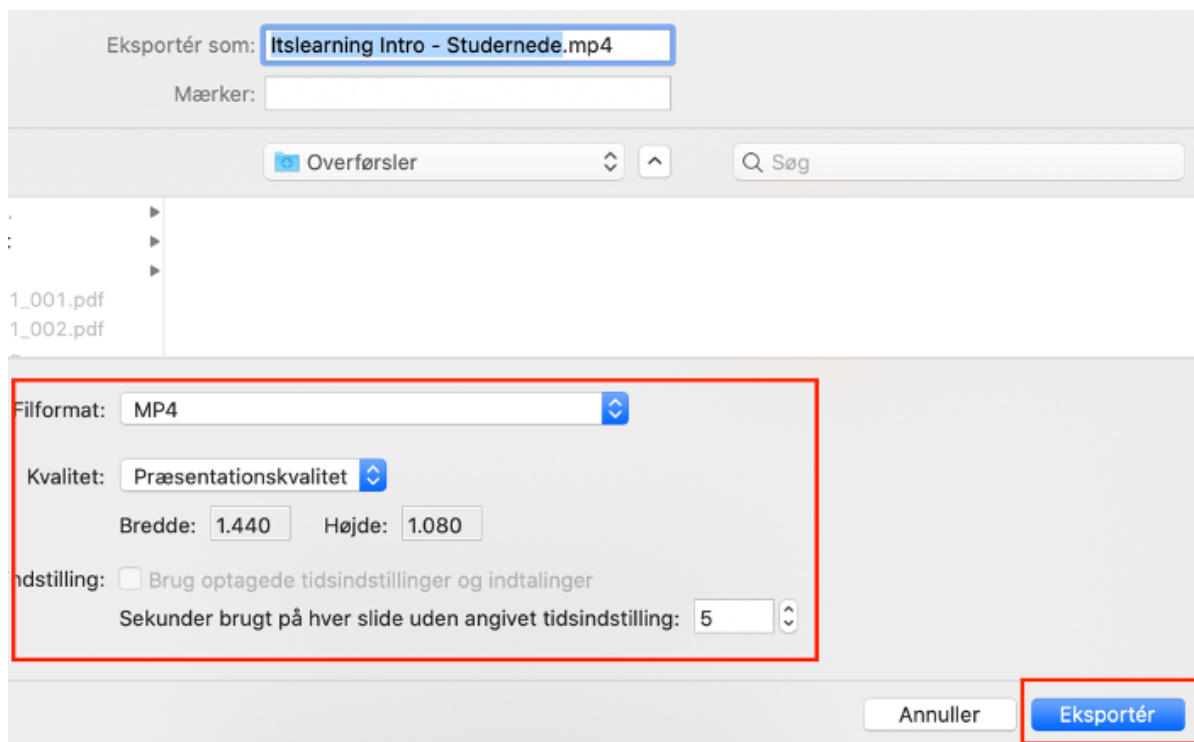 Eksportér som: Itslearning Intro - Studernede.mp4
Mærker:
Overførsler
Søg
1_001.pdf
1_002.pdf
Filformat: MP4
Kvalitet: Præsentationskvalitet
Bredde: 1.440 Højde: 1.080
ndstilling: Brug optagede tidsindstillinger og indtalinger
Sekunder brugt på hver slide uden angivet tidsindstilling: 5
Annuller Eksportér